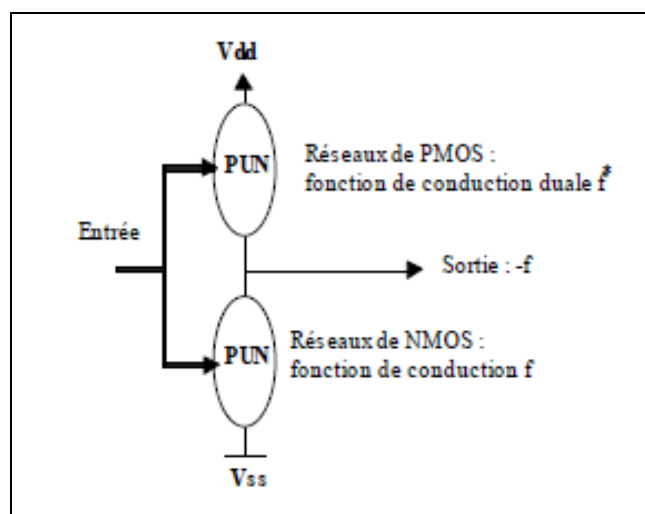 Vdd
PUN
Réseaux de PMOS :
fonction de conduction duale f*
Entrée
Sortie : -f
PUN
Réseaux de NMOS :
fonction de conduction f
Vss